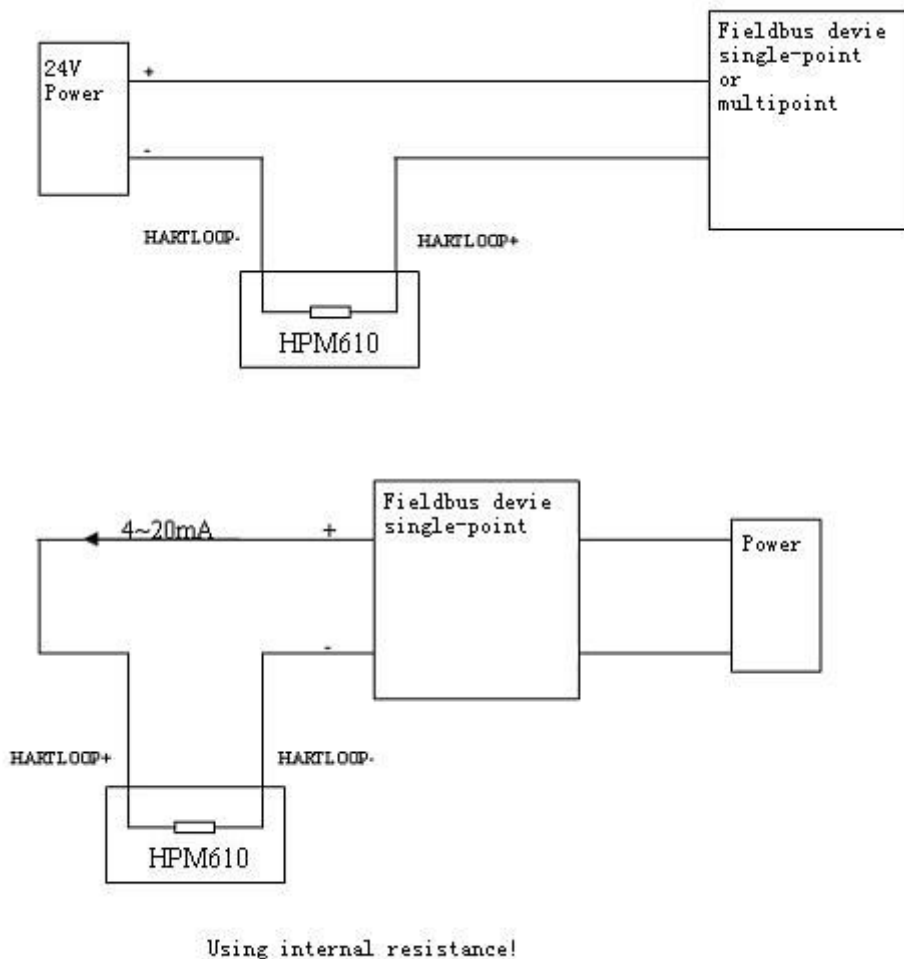 24V
Power
+
-
Fieldbus devie
single-point
or
multipoint
HARTLOOP-
HARTLOOP+
HPM610
4~20mA
+
-
Fieldbus devie
single-point
Power
HARTLOOP+
HARTLOOP-
HPM610
Using internal resistance!